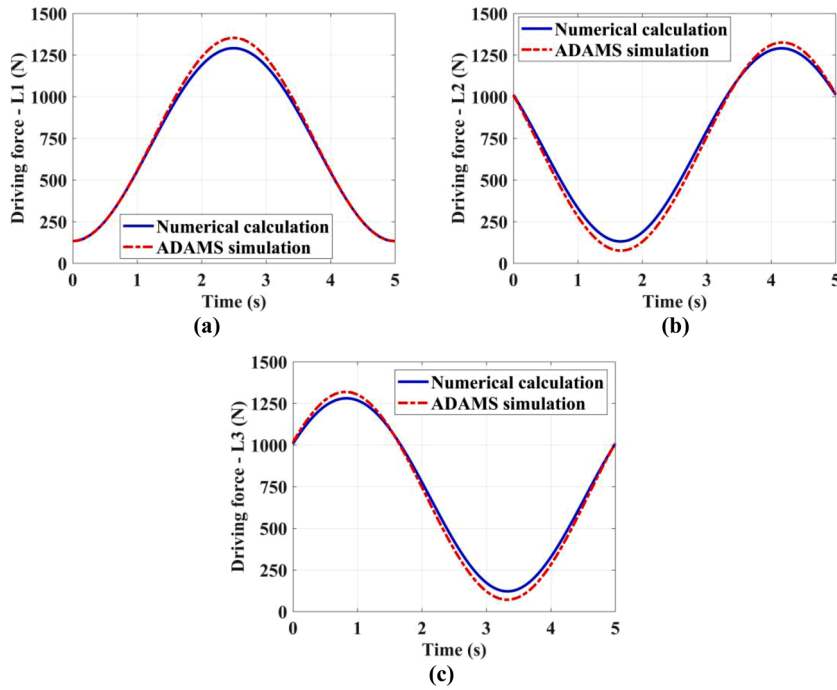 1500
1250
1000
750
500
250
0
Driving force - L1 (N)
Numerical calculation
ADAMS simulation
0 1 2 3 4 5
Time (s)
(a)
1500
1250
1000
750
500
250
0
Driving force - L2 (N)
Numerical calculation
ADAMS simulation
0 1 2 3 4 5
Time (s)
(b)
1500
1250
1000
750
500
250
0
Driving force - L3 (N)
Numerical calculation
ADAMS simulation
0 1 2 3 4 5
Time (s)
(c)